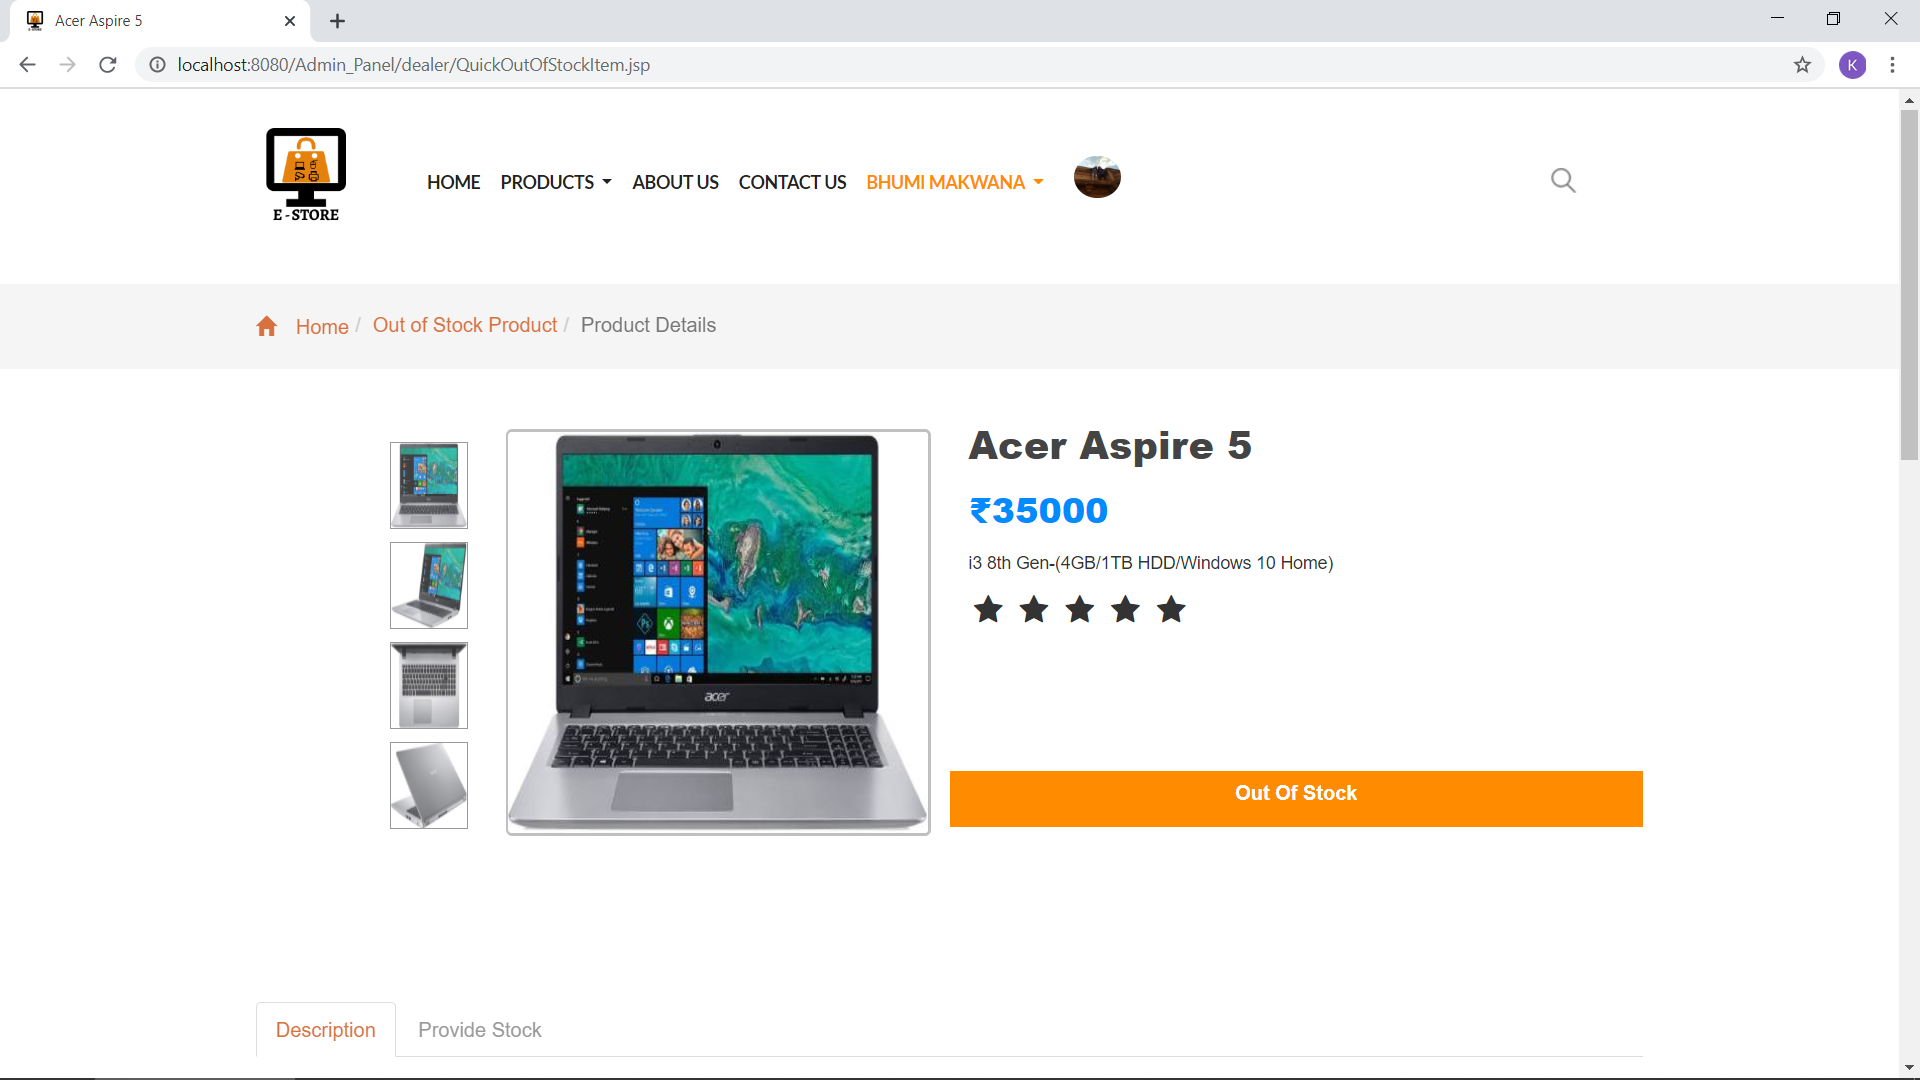 Acer Aspire 5
localhost:8080/Admin_Panel/dealer/QuickOutOfStockItem.jsp
K
E - STORE
HOME PRODUCTS ABOUT US CONTACT US BHUMI MAKWANA
Home / Out of Stock Product / Product Details
Acer Aspire 5
₹35000
i3 8th Gen-(4GB/1TB HDD/Windows 10 Home)
acer
Out Of Stock
Description Provide Stock